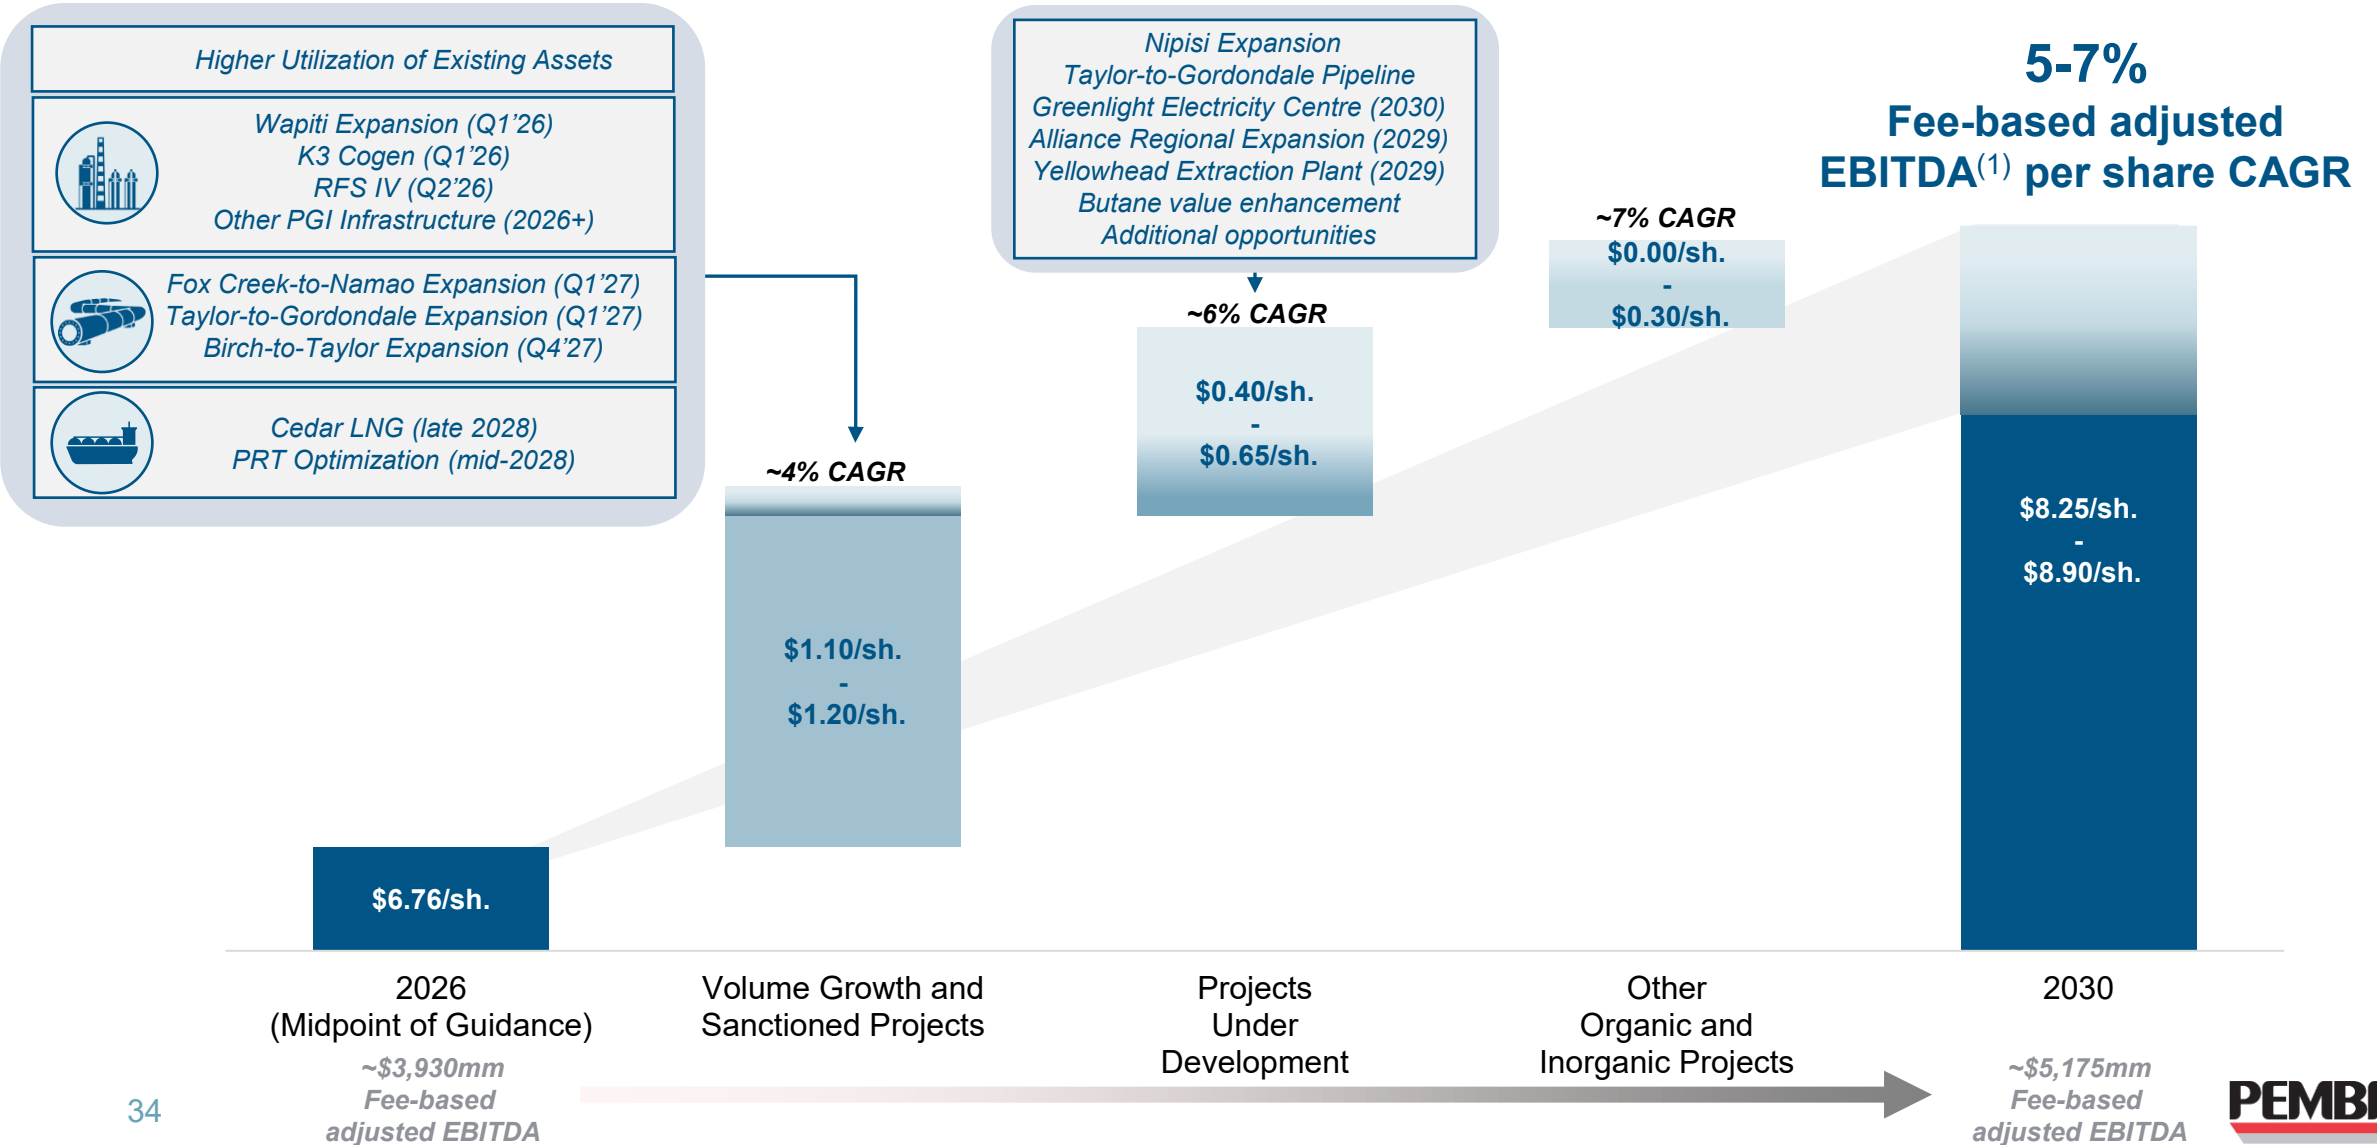 Higher Utilization of Existing Assets
Wapiti Expansion (Q1’26)
K3 Cogen (Q1’26)
RFS IV (Q2’26)
Other PGI Infrastructure (2026+)
Fox Creek-to-Namao Expansion (Q1’27)
Taylor-to-Gordondale Expansion (Q1’27)
Birch-to-Taylor Expansion (Q4’27)
Cedar LNG (late 2028)
PRT Optimization (mid-2028)
Nipisi Expansion
Taylor-to-Gordondale Pipeline
Greenlight Electricity Centre (2030)
Alliance Regional Expansion (2029)
Yellowhead Extraction Plant (2029)
Butane value enhancement
Additional opportunities
5-7%
Fee-based adjusted
EBITDA(1) per share CAGR
$6.76/sh.
~4% CAGR
$1.10/sh.
-
$1.20/sh.
~6% CAGR
$0.40/sh.
-
$0.65/sh.
~7% CAGR
$0.00/sh.
-
$0.30/sh.
$8.25/sh.
-
$8.90/sh.
2026
(Midpoint of Guidance)
~$3,930mm
Fee-based
adjusted EBITDA
Volume Growth and
Sanctioned Projects
Projects
Under
Development
Other
Organic and
Inorganic Projects
2030
~$5,175mm
Fee-based
adjusted EBITDA
34